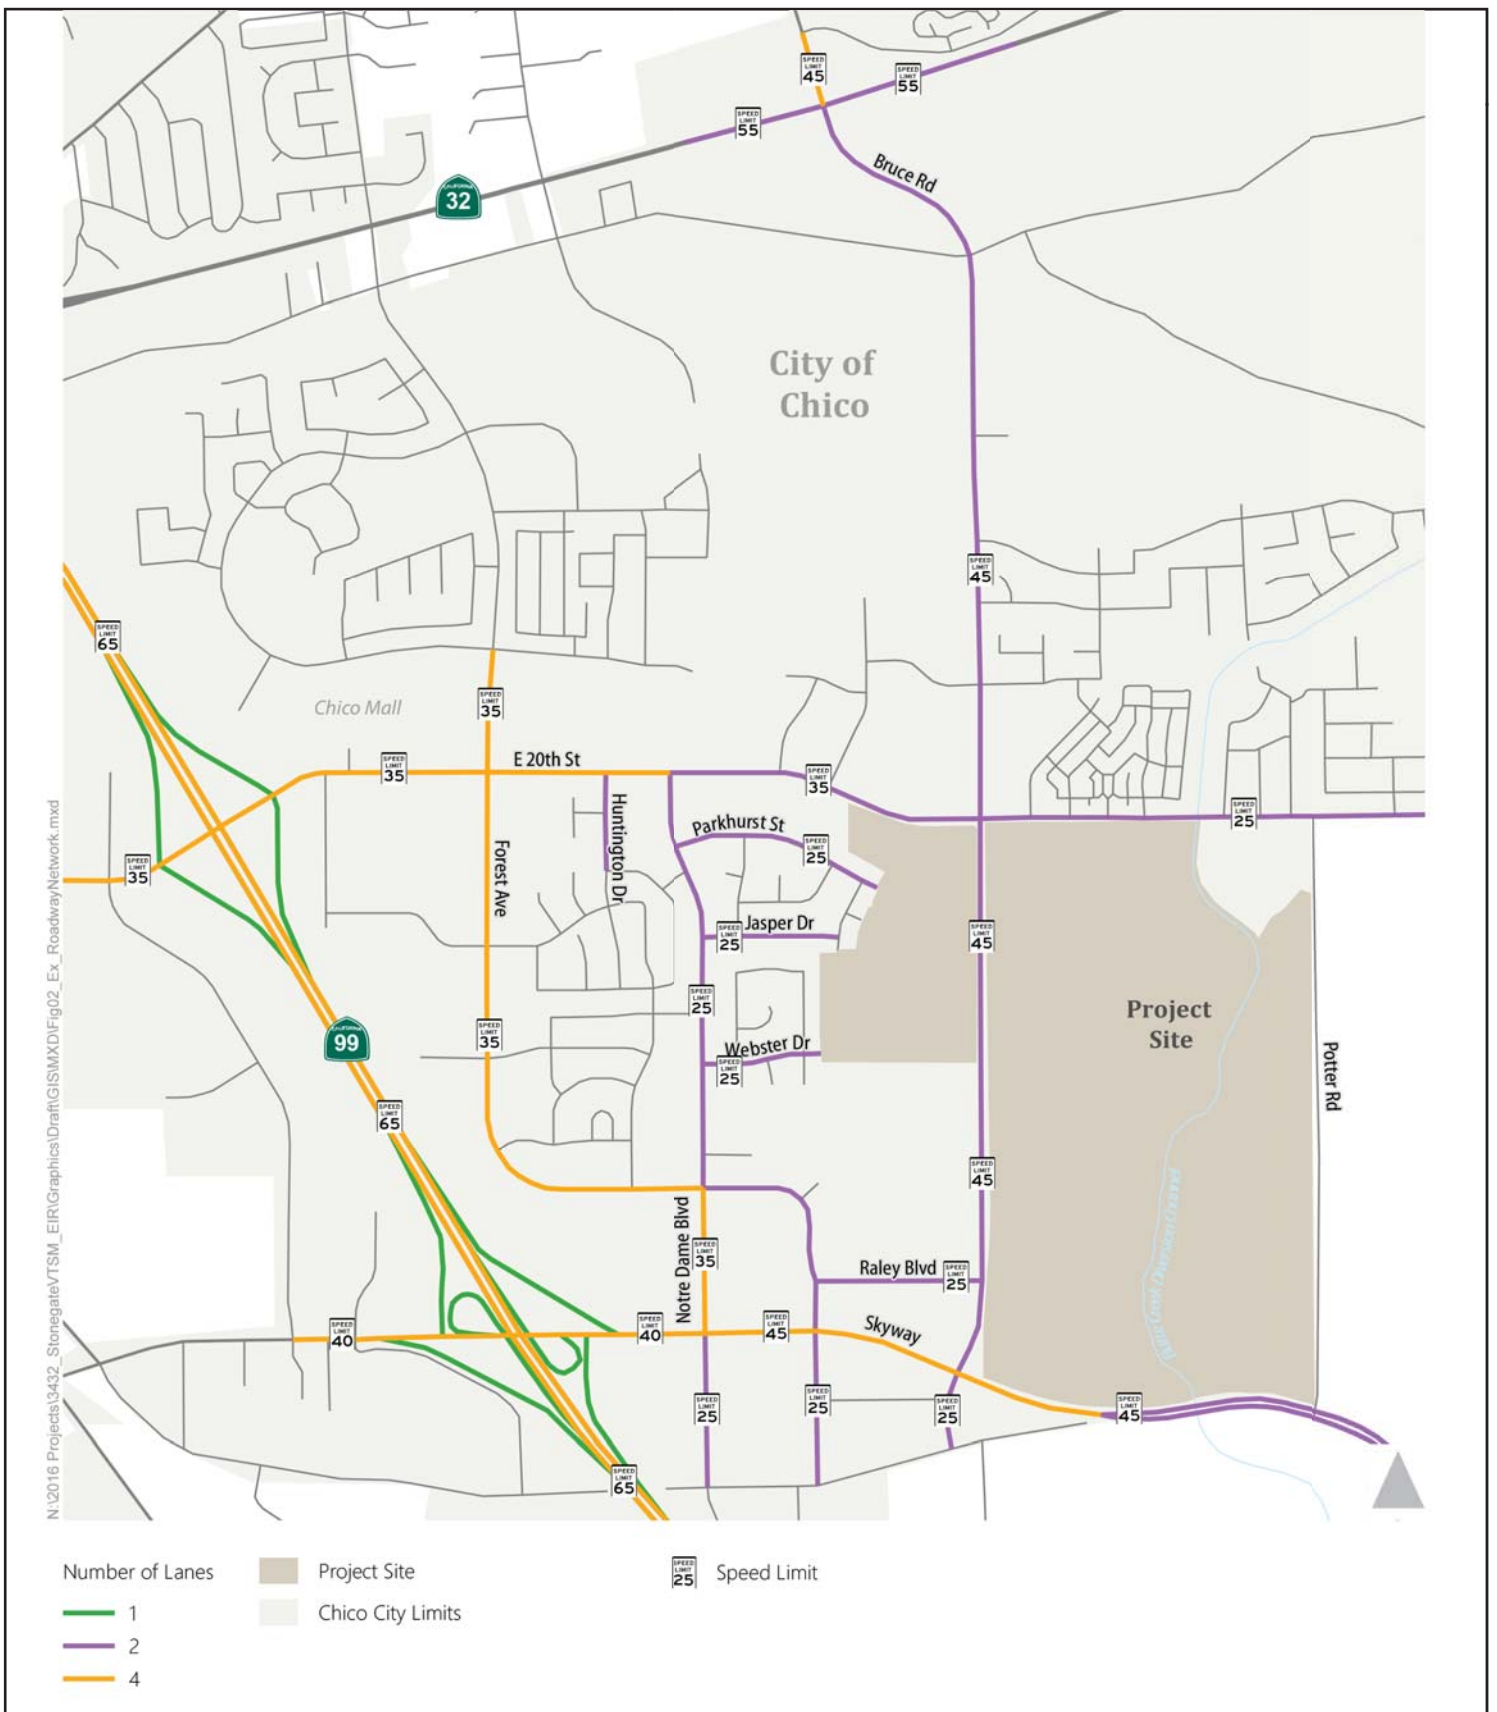 SPEED LIMIT 45
SPEED LIMIT 55
SPEED LIMIT 55
Bruce Rd
CALIFORNIA 32
City of
Chico
SPEED LIMIT 45
SPEED LIMIT 65
SPEED LIMIT 35
Chico Mall
E 20th St
SPEED LIMIT 35
SPEED LIMIT 35
SPEED LIMIT 25
Huntington Dr
Parkhurst St
SPEED LIMIT 25
SPEED LIMIT 35
Forest Ave
Jasper Dr
SPEED LIMIT 25
SPEED LIMIT 45
SPEED LIMIT 25
Project
Site
SPEED LIMIT 35
CALIFORNIA 99
Webster Dr
SPEED LIMIT 25
Potter Rd
SPEED LIMIT 65
SPEED LIMIT 45
Notre Dame Blvd
SPEED LIMIT 35
Raley Blvd
SPEED LIMIT 25
SPEED LIMIT 40
SPEED LIMIT 40
SPEED LIMIT 45
Skyway
SPEED LIMIT 25
SPEED LIMIT 25
SPEED LIMIT 25
SPEED LIMIT 45
SPEED LIMIT 65
N:\2016 Projects\3432_StonegateVTSM_EIR\Graphics\Draft\GIS\MXD\Fig02_Ex_RoadwayNetwork.mxd
Number of Lanes
1
2
4
Project Site
Chico City Limits
SPEED LIMIT 25
Speed Limit